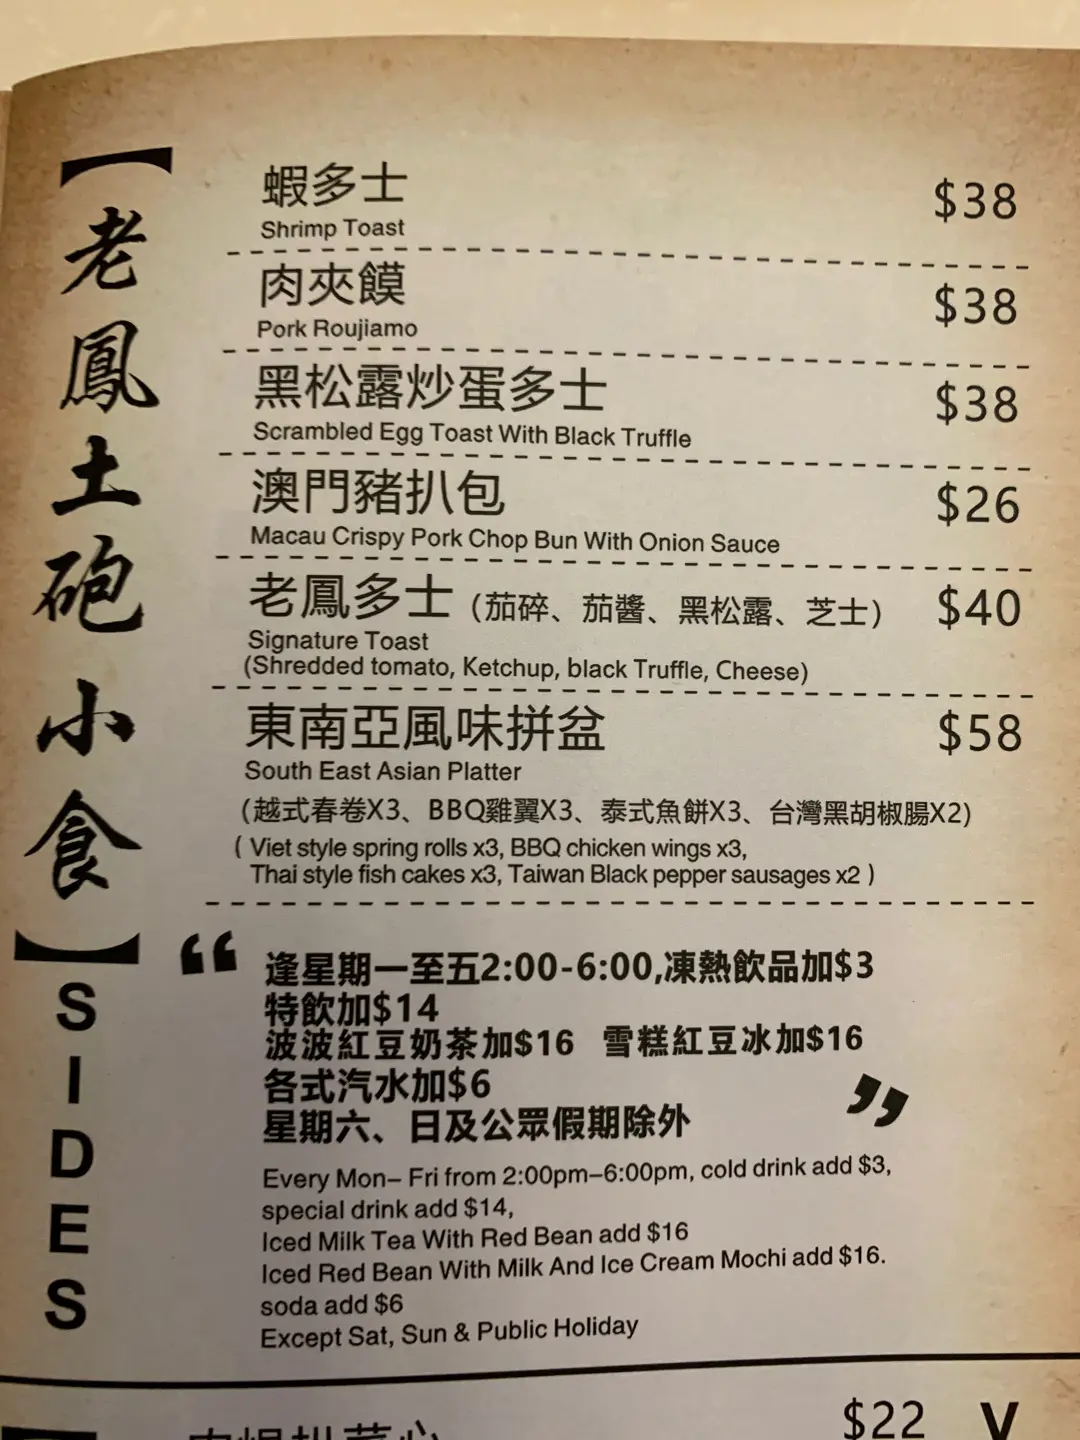 【老鳳土砲小食】SIDES
蝦多士 $38
Shrimp Toast
肉夾饃 $38
Pork Roujiamo
黑松露炒蛋多士 $38
Scrambled Egg Toast With Black Truffle
澳門豬扒包 $26
Macau Crispy Pork Chop Bun With Onion Sauce
老鳳多士（茄碎、茄醬、黑松露、芝士） $40
Signature Toast
(Shredded tomato, Ketchup, black Truffle, Cheese)
東南亞風味拼盆 $58
South East Asian Platter
（越式春卷X3、BBQ雞翼X3、泰式魚餅X3、台灣黑胡椒腸X2）
( Viet style spring rolls x3, BBQ chicken wings x3,
Thai style fish cakes x3, Taiwan Black pepper sausages x2 )
“ 逢星期一至五2:00-6:00,凍熱飲品加$3
特飲加$14
波波紅豆奶茶加$16 雪糕紅豆冰加$16
各式汽水加$6
星期六、日及公眾假期除外 ”
Every Mon– Fri from 2:00pm–6:00pm, cold drink add $3,
special drink add $14,
Iced Milk Tea With Red Bean add $16
Iced Red Bean With Milk And Ice Cream Mochi add $16.
soda add $6
Except Sat, Sun & Public Holiday
$22 V